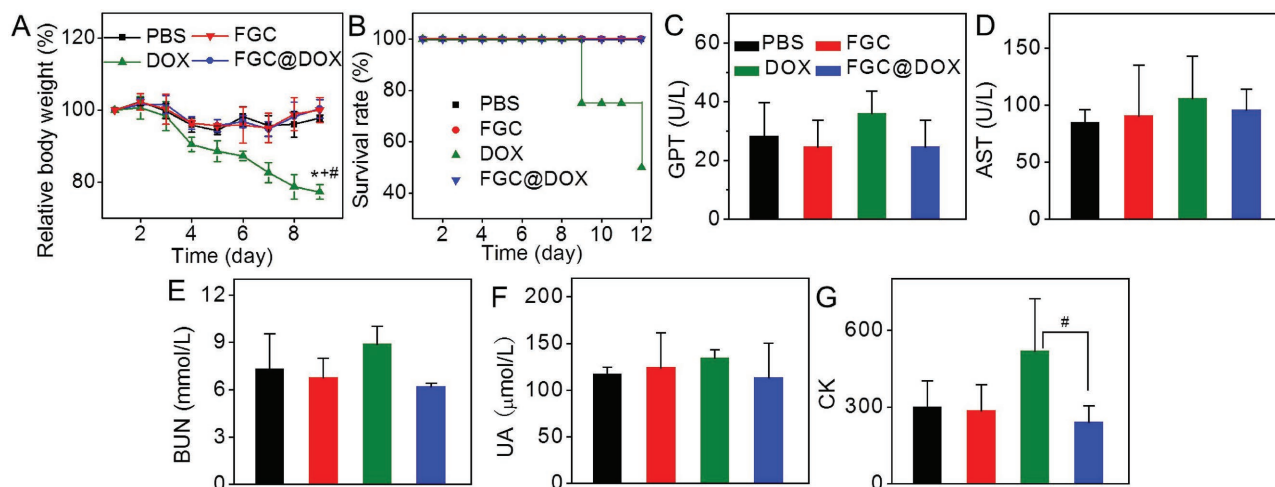 A
Relative body weight (%)
120
100
80
PBS
FGC
DOX
FGC@DOX
*+#
2
4
6
8
Time (day)
B
Survival rate (%)
100
80
60
40
PBS
FGC
DOX
FGC@DOX
2
4
6
8
10
12
Time (day)
C
GPT (U/L)
60
40
20
0
PBS
FGC
DOX
FGC@DOX
D
AST (U/L)
150
100
50
0
E
BUN (mmol/L)
12
9
6
3
0
F
UA (μmol/L)
200
150
100
50
0
G
CK
600
300
0
#